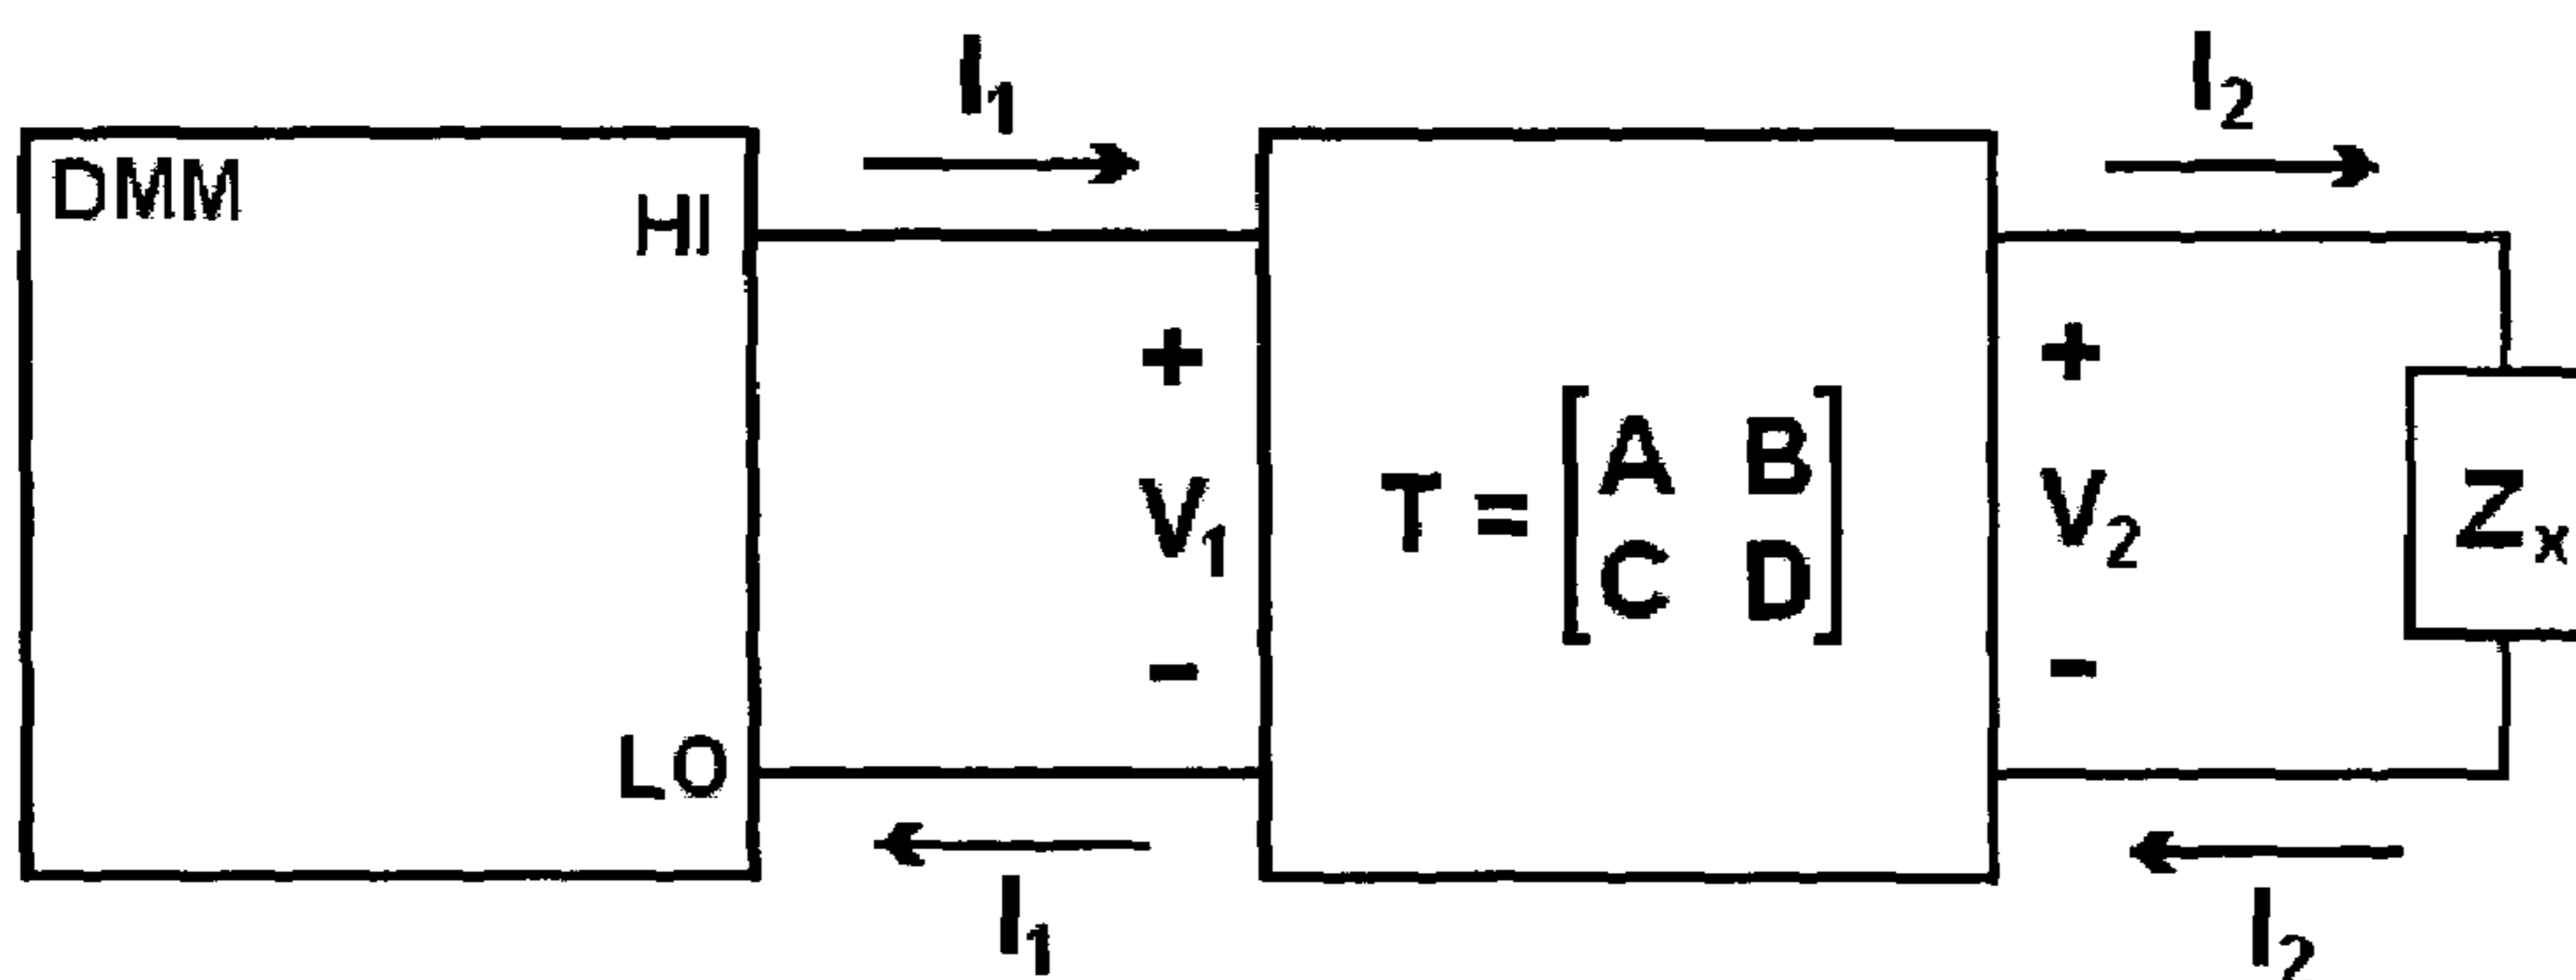 I1
I2
DMM
HI
+
+
V1
T = [A B
C D]
V2
Zx
-
-
LO
I1
I2